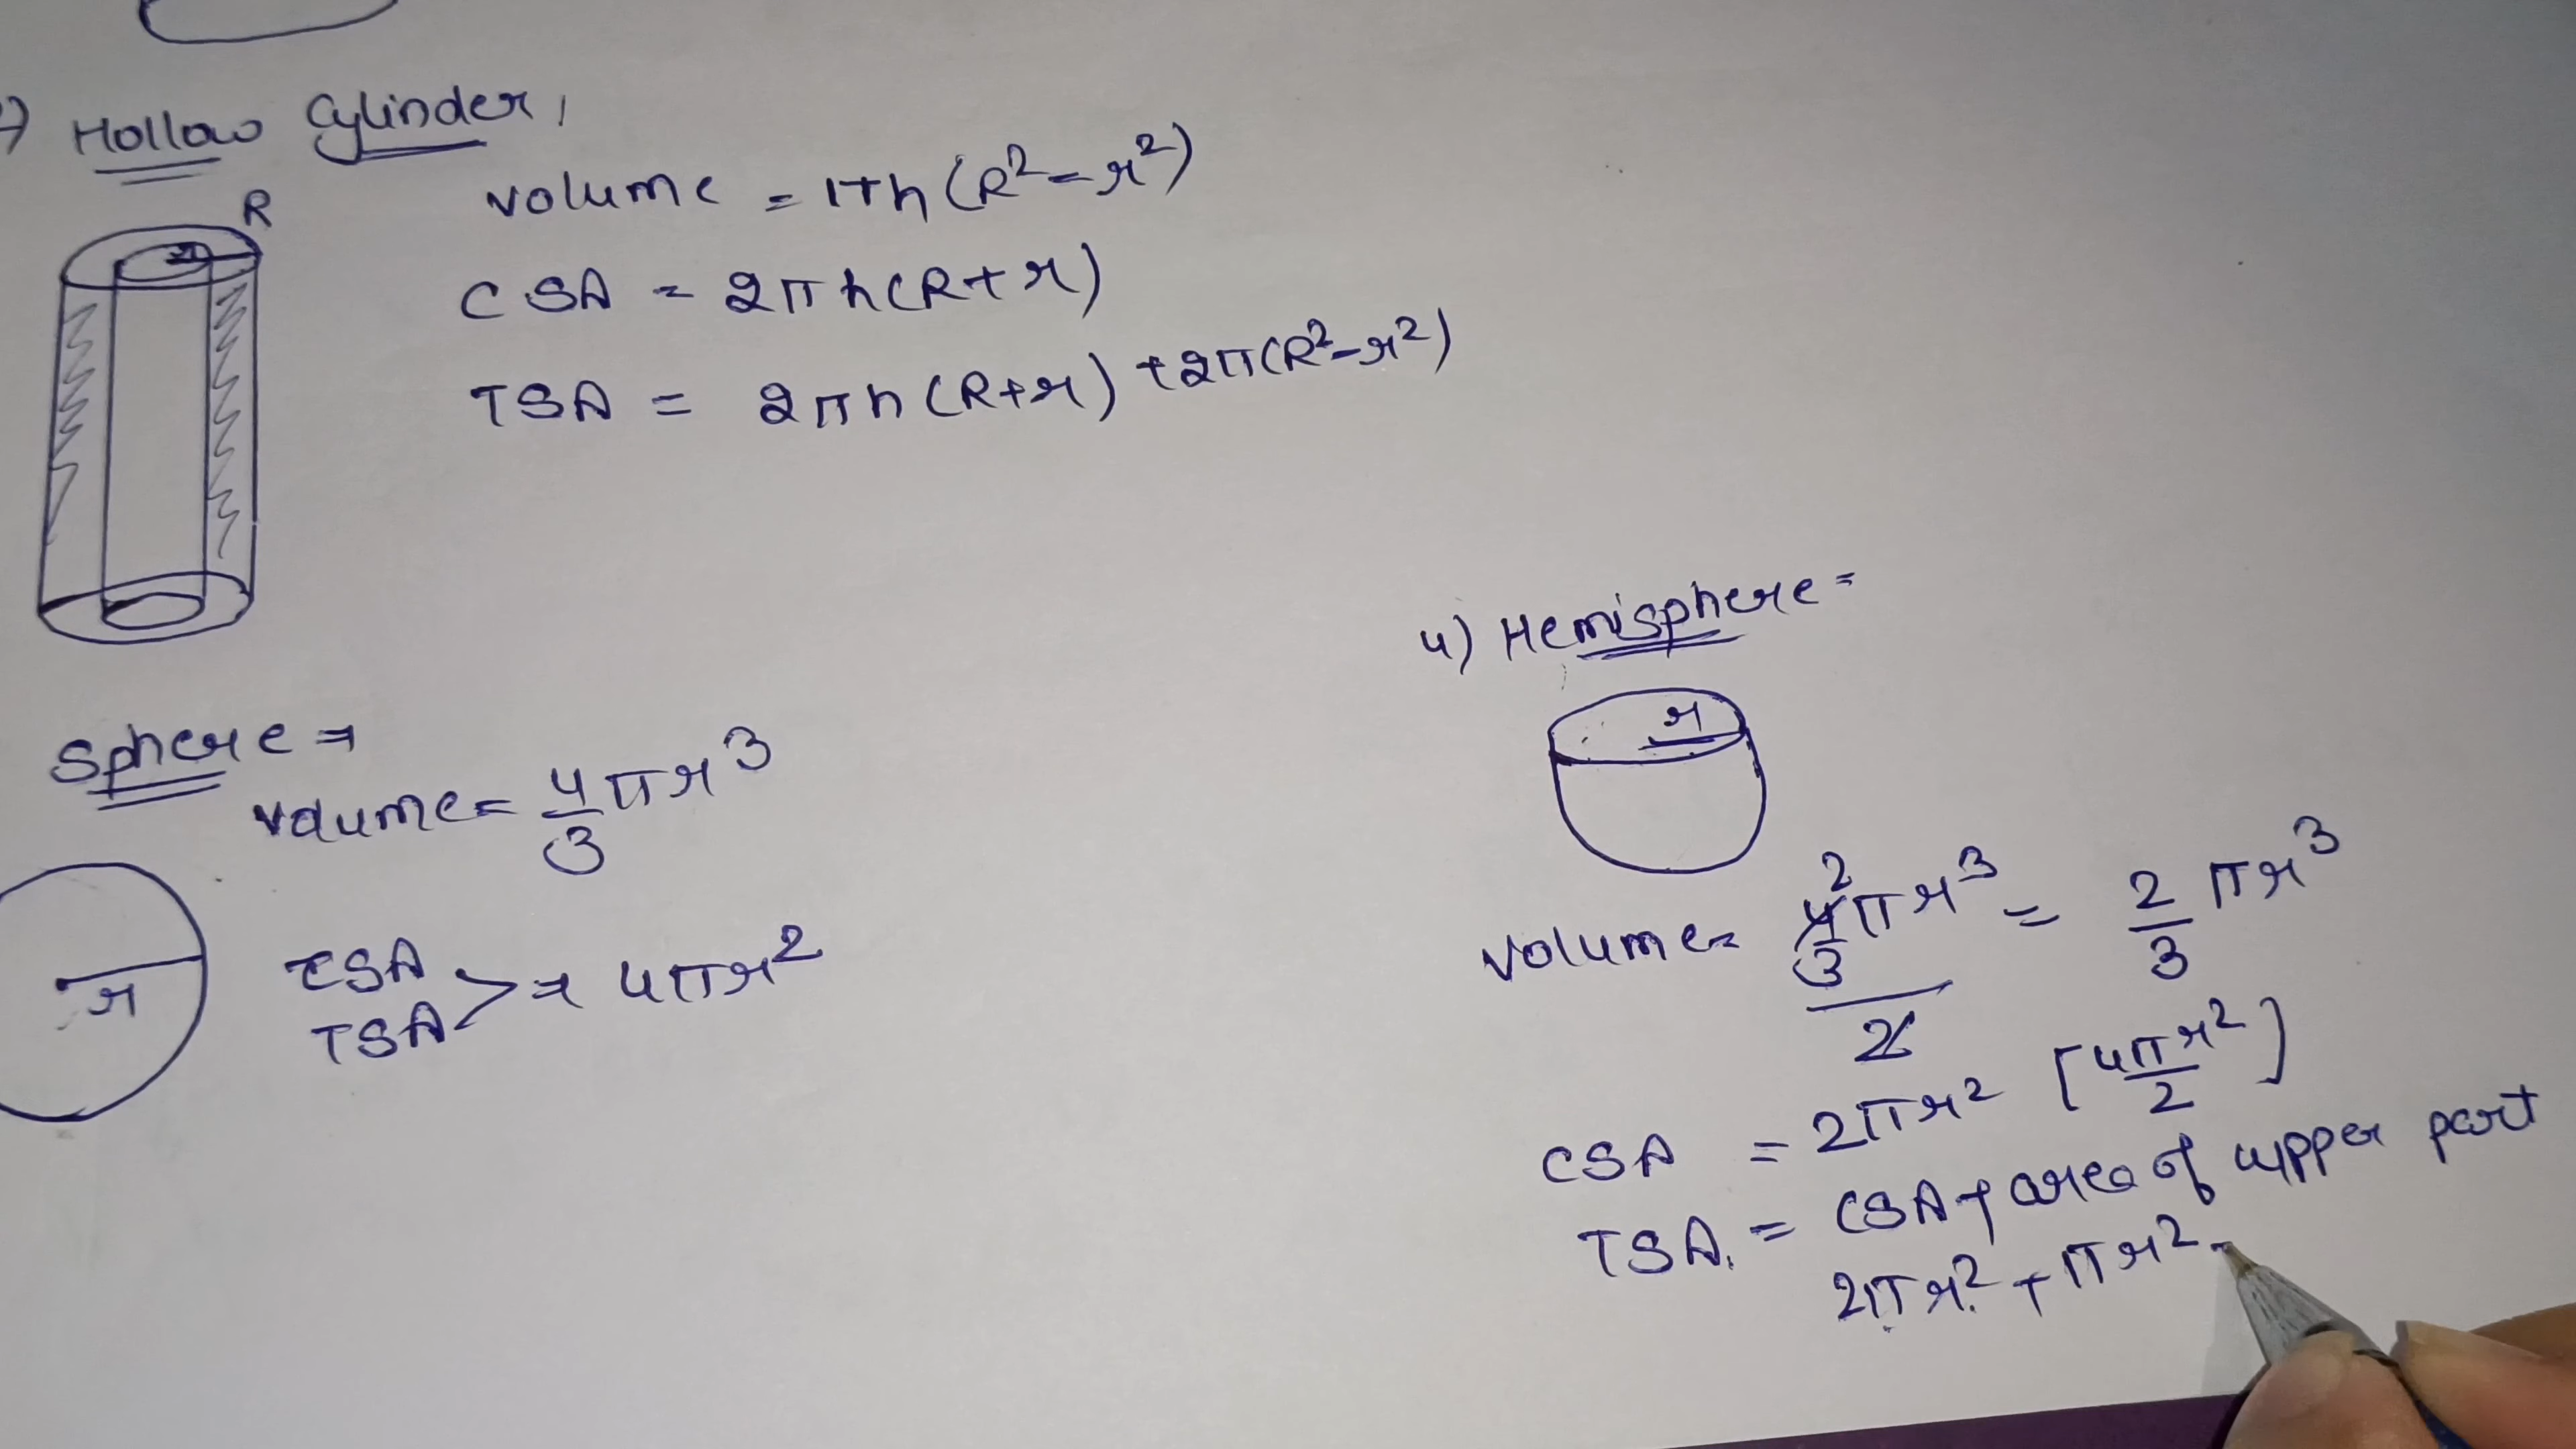 ) Hollow Cylinder,
R
r
volume = πh(R²-r²)
CSA = 2πh(R+r)
TSA = 2πh(R+r) + 2π(R²-r²)
Sphere =
volume = 4/3 πr³
r
CSA
TSA > = 4πr²
4) Hemisphere =
r
volume = 4/3 πr³ / 2 = 2/3 πr³
2
CSA = 2πr² [4πr²/2]
TSA. = CSA + area of upper part
2πr² + πr²